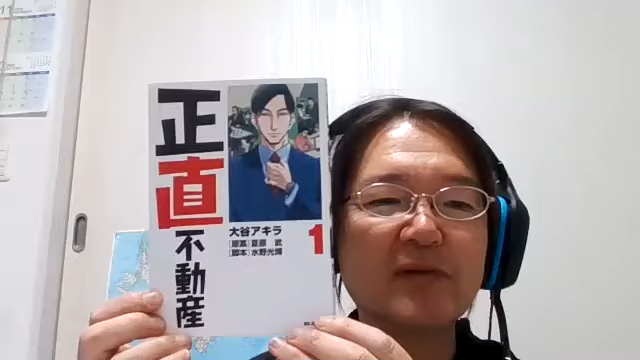 正直不動産
大谷アキラ
[原案]夏原 武
[脚本]水野光博
1
11